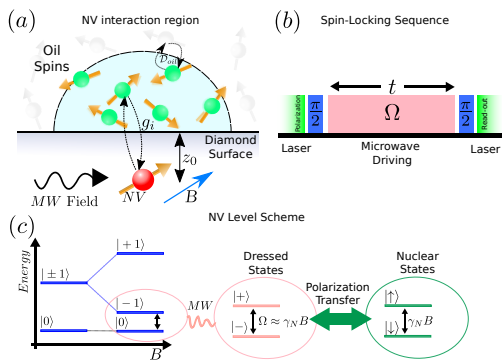 (a)
NV interaction region
Oil
Spins
𝒟oil
g_i
Diamond
Surface
z_0
NV
B
MW Field
(b)
Spin-Locking Sequence
t
Polarization
π/2
Ω
π/2
Read-out
Laser
Microwave
Driving
Laser
NV Level Scheme
(c)
Energy
|±1⟩
|0⟩
|+1⟩
|−1⟩
|0⟩
B
MW
Dressed
States
|+⟩
Ω ≈ γ_N B
|−⟩
Polarization
Transfer
Nuclear
States
|↑⟩
γ_N B
|↓⟩